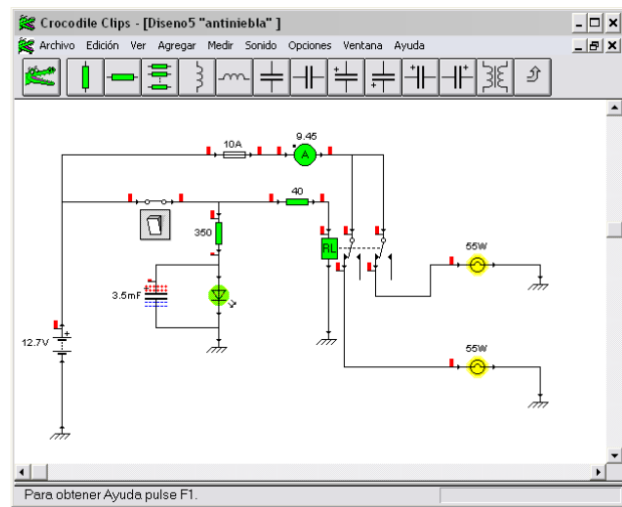 Crocodile Clips - [Diseno5 "antiniebla" ]
Archivo Edición Ver Agregar Medir Sonido Opciones Ventana Ayuda
9.45
10A
A
40
350
RL
55W
3.5mF
12.7V
55W
Para obtener Ayuda pulse F1.